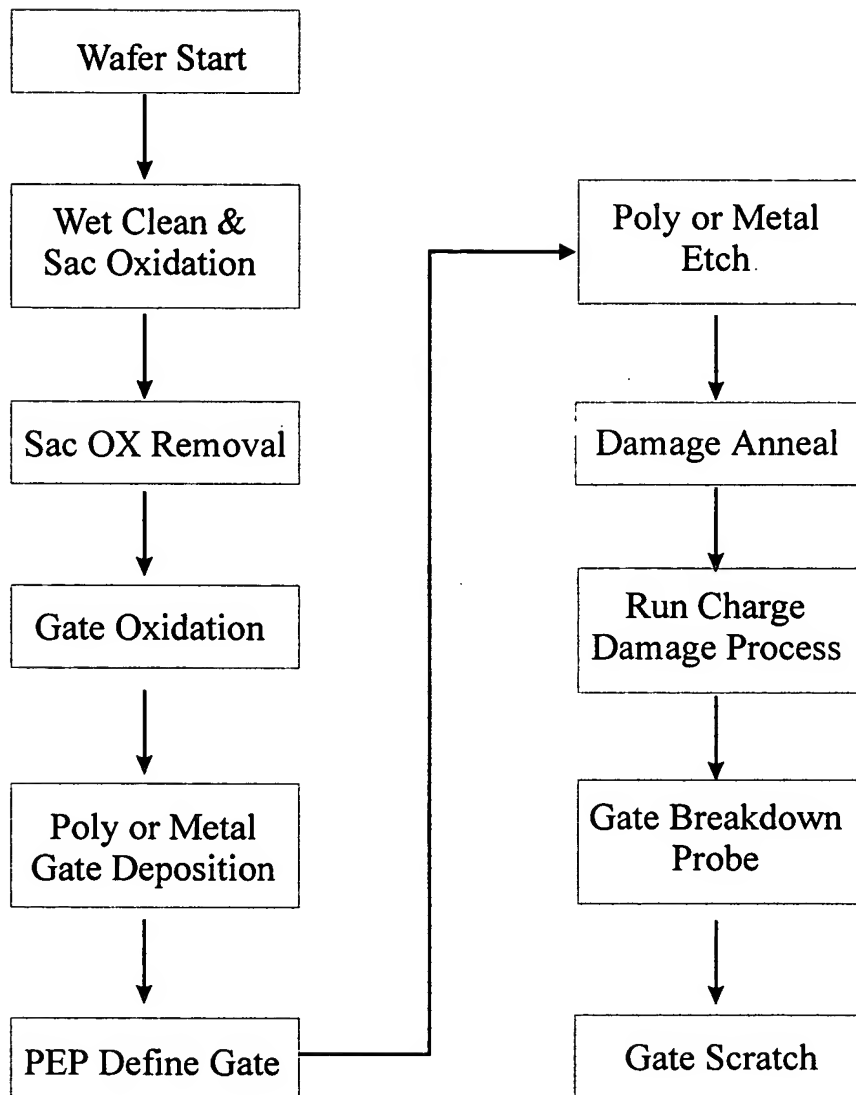 Wafer Start
Wet Clean &
Sac Oxidation
Sac OX Removal
Gate Oxidation
Poly or Metal
Gate Deposition
PEP Define Gate
Poly or Metal
Etch
Damage Anneal
Run Charge
Damage Process
Gate Breakdown
Probe
Gate Scratch